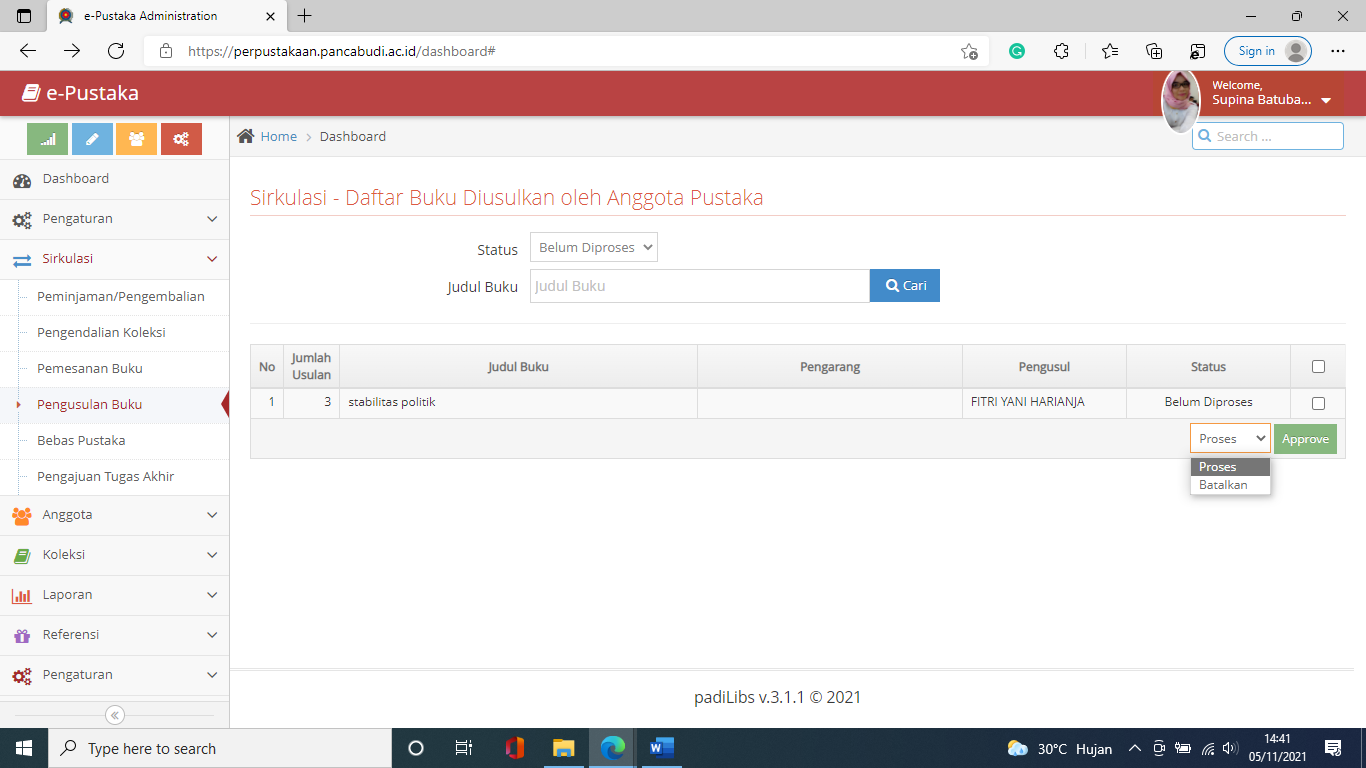 e-Pustaka Administration
https://perpustakaan.pancabudi.ac.id/dashboard#
Sign in
e-Pustaka
Welcome,
Supina Batuba...
Home
Dashboard
Search ...
Dashboard
Pengaturan
Sirkulasi
Peminjaman/Pengembalian
Pengendalian Koleksi
Pemesanan Buku
Pengusulan Buku
Bebas Pustaka
Pengajuan Tugas Akhir
Anggota
Koleksi
Laporan
Referensi
Pengaturan
Sirkulasi - Daftar Buku Diusulkan oleh Anggota Pustaka
Status Belum Diproses
Judul Buku Judul Buku Cari
No Jumlah Usulan Judul Buku Pengarang Pengusul Status
1 3 stabilitas politik FITRI YANI HARIANJA Belum Diproses
Proses Approve
Proses
Batalkan
padiLibs v.3.1.1 © 2021
Type here to search
30°C Hujan
14:41
05/11/2021